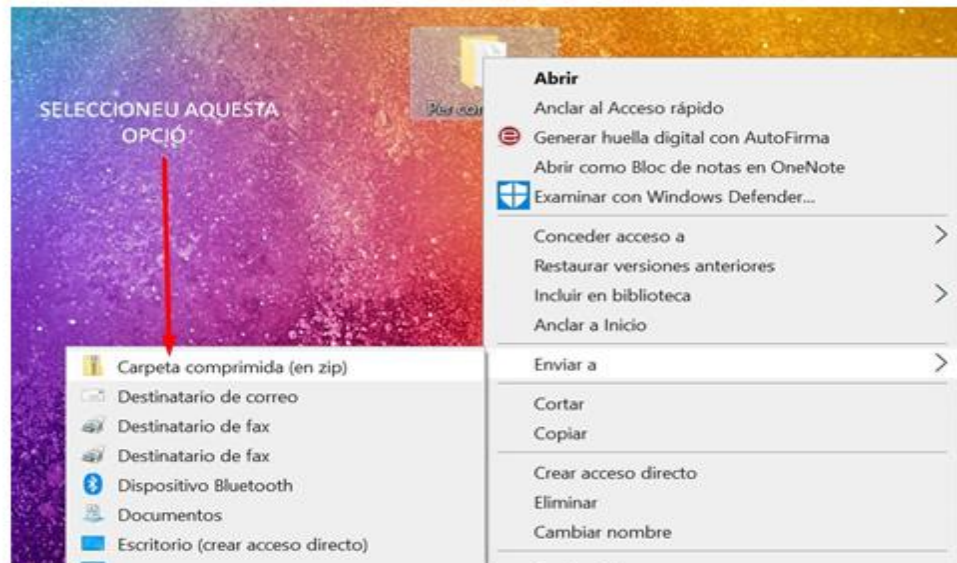 SELECCIONEU AQUESTA
OPCIÓ
Abrir
Anclar al Acceso rápido
Generar huella digital con AutoFirma
Abrir como Bloc de notas en OneNote
Examinar con Windows Defender...
Conceder acceso a
Restaurar versiones anteriores
Incluir en biblioteca
Anclar a Inicio
Enviar a
Cortar
Copiar
Crear acceso directo
Eliminar
Cambiar nombre
Carpeta comprimida (en zip)
Destinatario de correo
Destinatario de fax
Destinatario de fax
Dispositivo Bluetooth
Documentos
Escritorio (crear acceso directo)